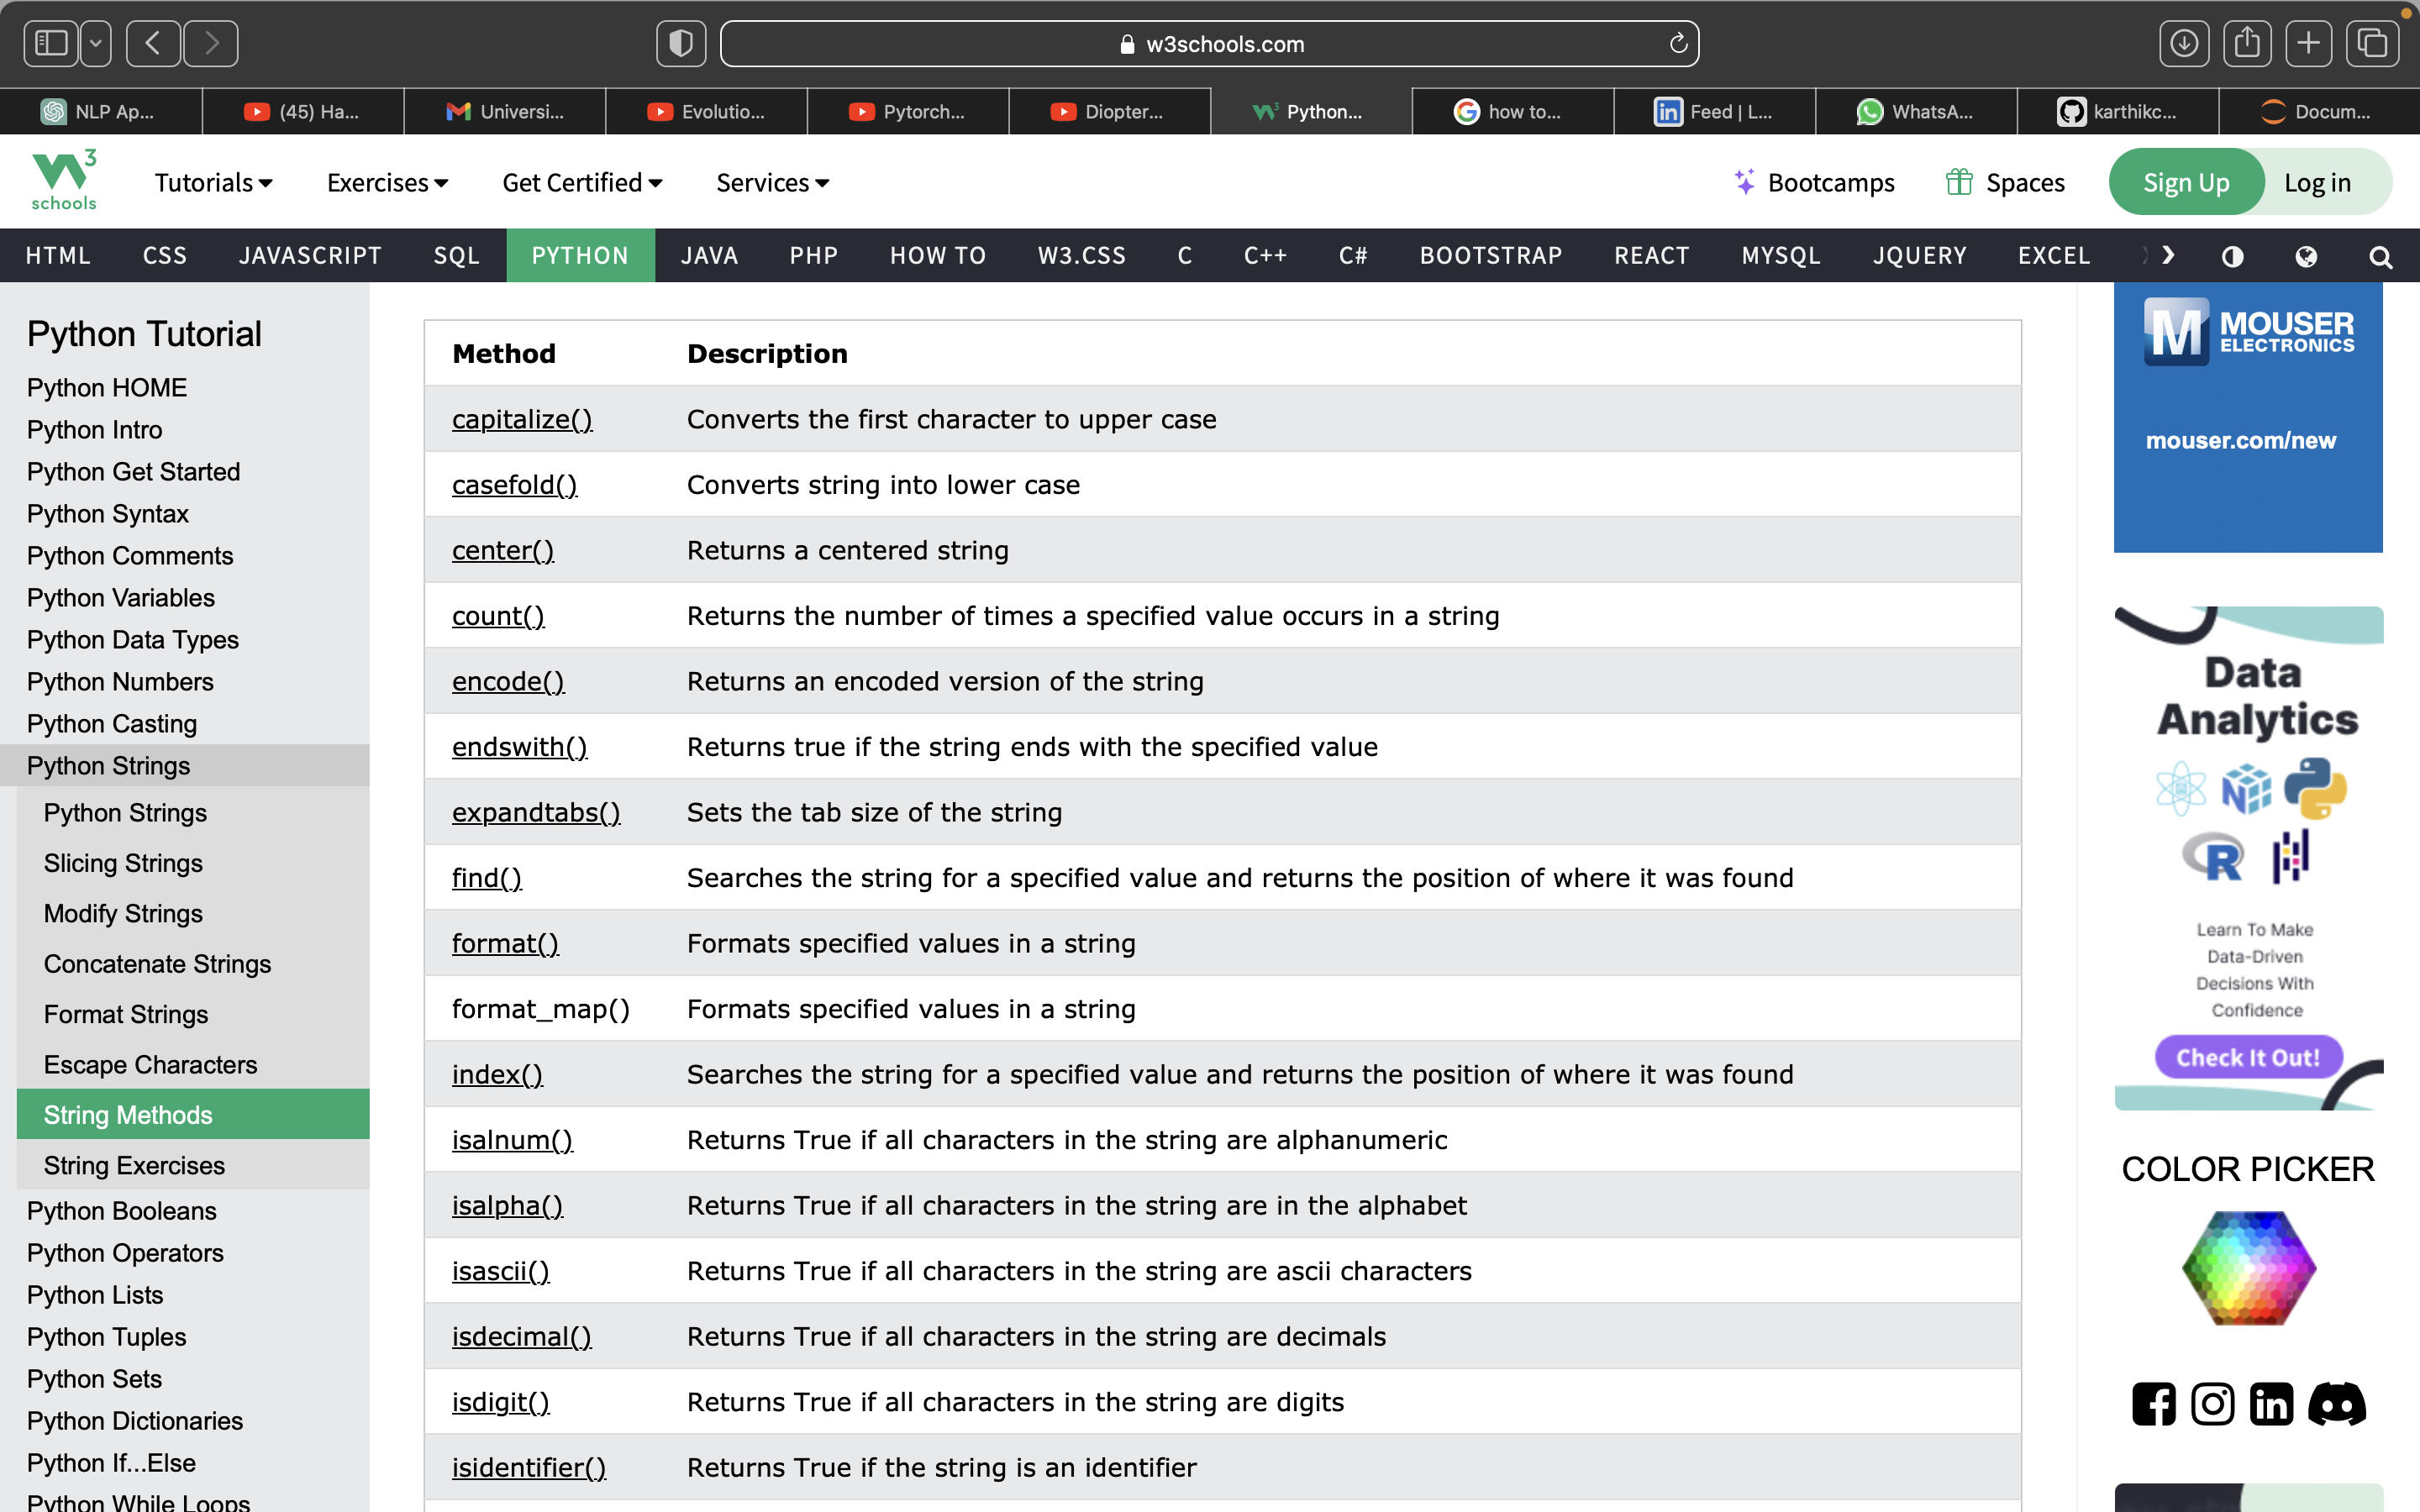 w3schools.com
NLP Ap...
(45) Ha...
Universi...
Evolutio...
Pytorch...
Diopter...
Python...
how to...
Feed | L...
WhatsA...
karthikc...
Docum...
3
schools
Tutorials
Exercises
Get Certified
Services
Bootcamps
Spaces
Sign Up
Log in
HTML
CSS
JAVASCRIPT
SQL
PYTHON
JAVA
PHP
HOW TO
W3.CSS
C
C++
C#
BOOTSTRAP
REACT
MYSQL
JQUERY
EXCEL
Python Tutorial
Python HOME
Python Intro
Python Get Started
Python Syntax
Python Comments
Python Variables
Python Data Types
Python Numbers
Python Casting
Python Strings
Python Strings
Slicing Strings
Modify Strings
Concatenate Strings
Format Strings
Escape Characters
String Methods
String Exercises
Python Booleans
Python Operators
Python Lists
Python Tuples
Python Sets
Python Dictionaries
Python If...Else
Python While Loops
Method Description
capitalize() Converts the first character to upper case
casefold() Converts string into lower case
center() Returns a centered string
count() Returns the number of times a specified value occurs in a string
encode() Returns an encoded version of the string
endswith() Returns true if the string ends with the specified value
expandtabs() Sets the tab size of the string
find() Searches the string for a specified value and returns the position of where it was found
format() Formats specified values in a string
format_map() Formats specified values in a string
index() Searches the string for a specified value and returns the position of where it was found
isalnum() Returns True if all characters in the string are alphanumeric
isalpha() Returns True if all characters in the string are in the alphabet
isascii() Returns True if all characters in the string are ascii characters
isdecimal() Returns True if all characters in the string are decimals
isdigit() Returns True if all characters in the string are digits
isidentifier() Returns True if the string is an identifier
M MOUSER
ELECTRONICS
mouser.com/new
Data
Analytics
R
Learn To Make
Data-Driven
Decisions With
Confidence
Check It Out!
COLOR PICKER